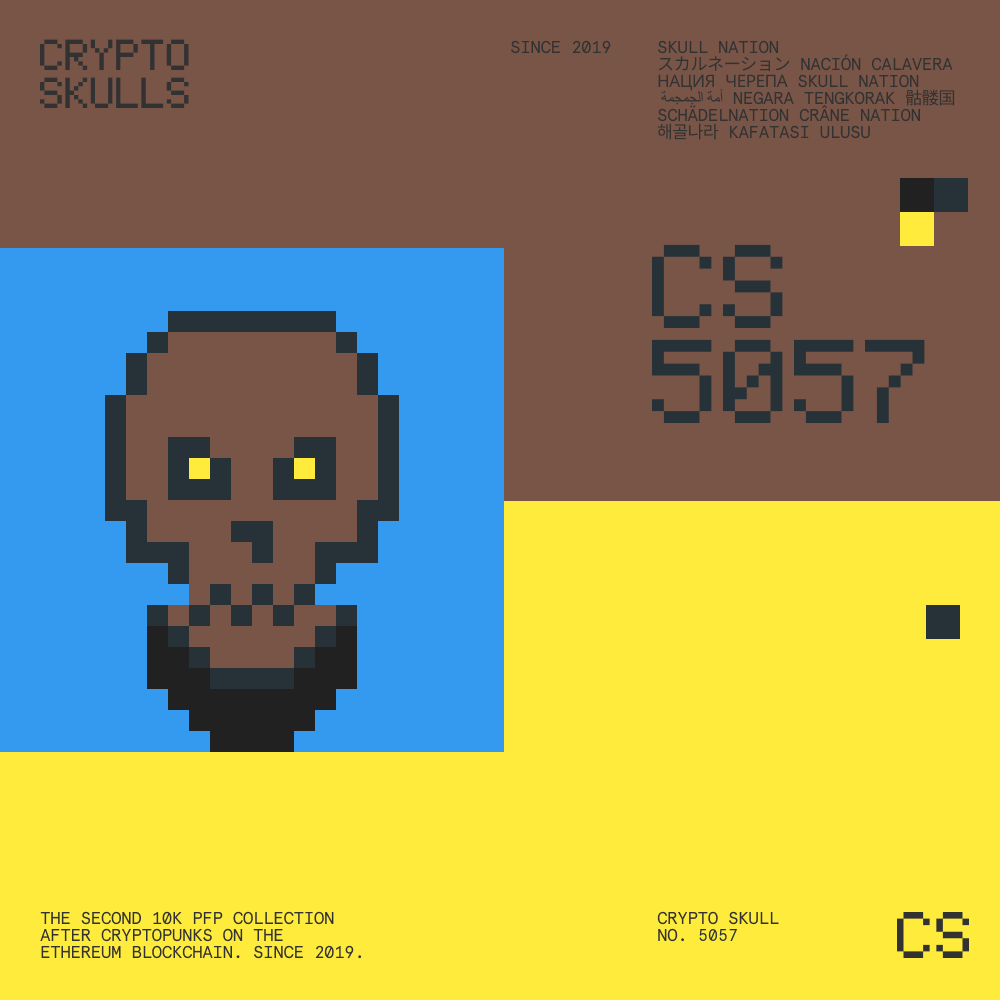 CRYPTO
SKULLS
SINCE 2019
SKULL NATION
スカルネーション NACIÓN CALAVERA
НАЦИЯ ЧЕРЕПА SKULL NATION
أمة الجمجمة NEGARA TENGKORAK 骷髅国
SCHÄDELNATION CRÂNE NATION
해골나라 KAFATASI ULUSU
CS
5057
THE SECOND 10K PFP COLLECTION
AFTER CRYPTOPUNKS ON THE
ETHEREUM BLOCKCHAIN. SINCE 2019.
CRYPTO SKULL
NO. 5057
CS